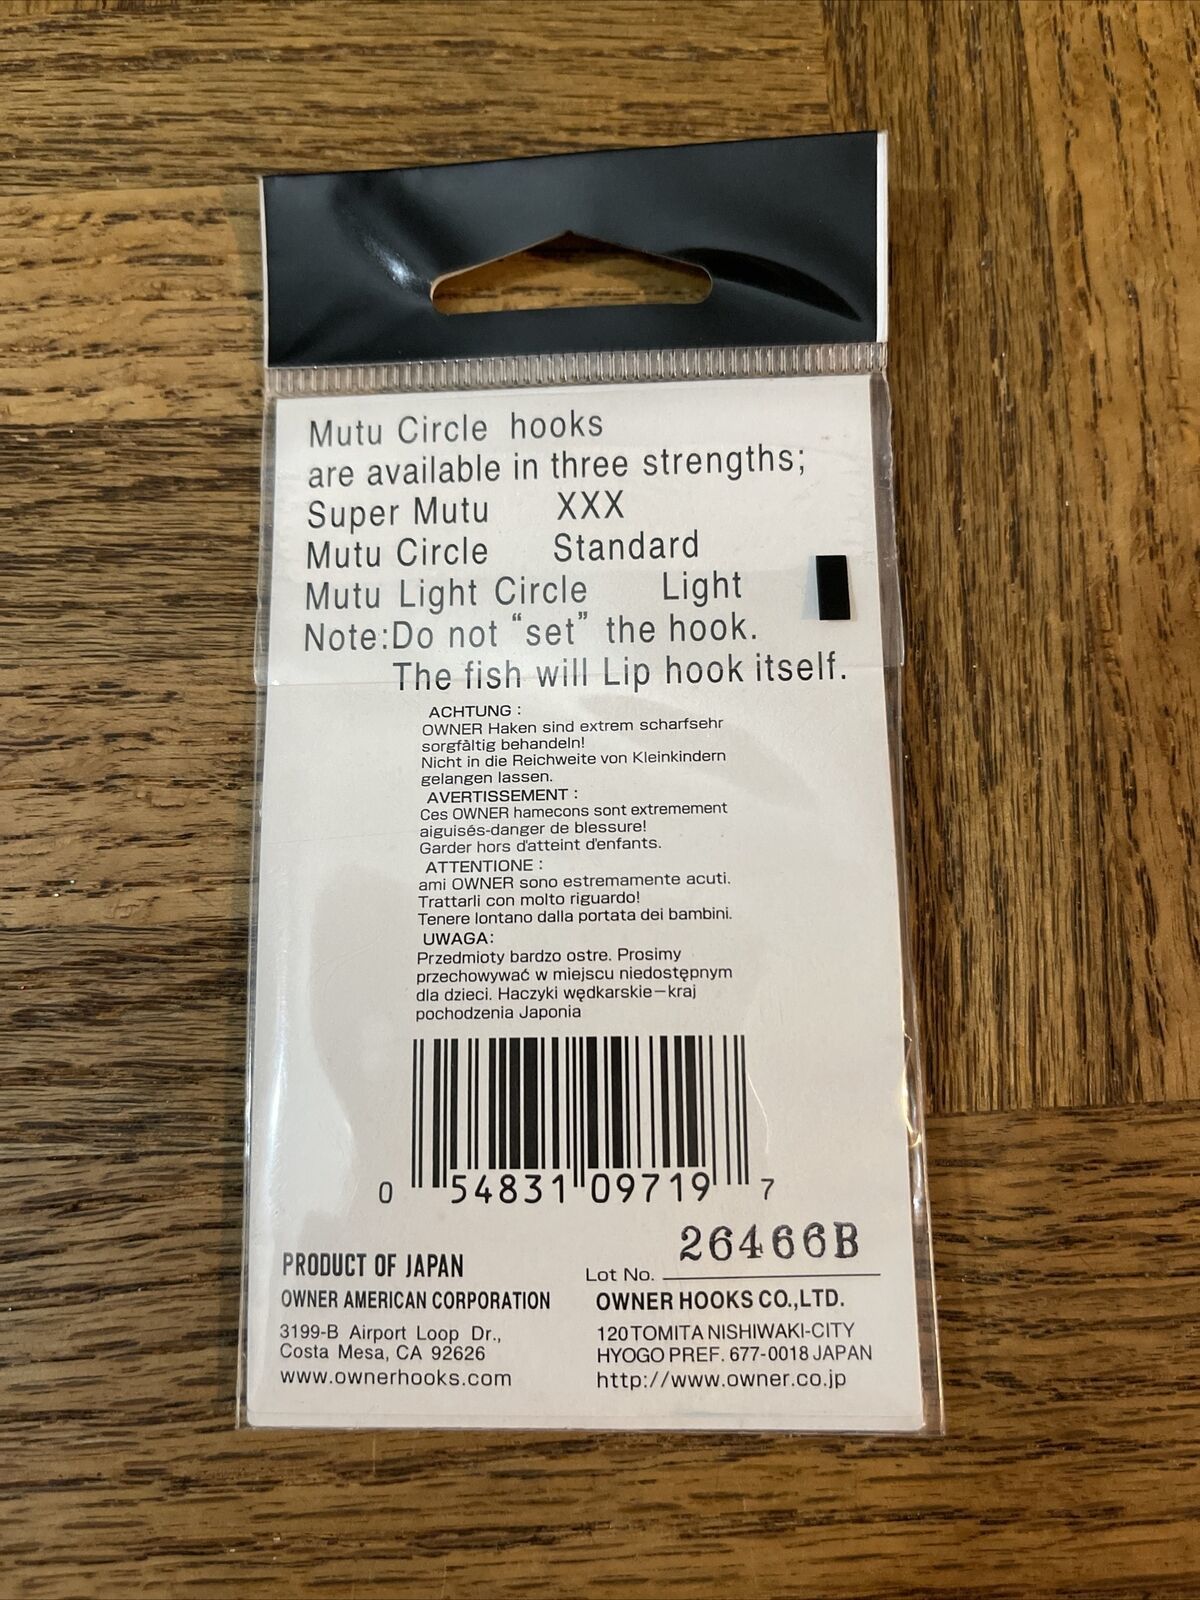 Mutu Circle hooks
are available in three strengths;
Super Mutu XXX
Mutu Circle Standard
Mutu Light Circle Light
Note:Do not “set” the hook.
The fish will Lip hook itself.
ACHTUNG :
OWNER Haken sind extrem scharfsehr
sorgfältig behandeln!
Nicht in die Reichweite von Kleinkindern
gelangen lassen.
AVERTISSEMENT :
Ces OWNER hamecons sont extremement
aiguisés-danger de blessure!
Garder hors d'atteint d'enfants.
ATTENTIONE :
ami OWNER sono estremamente acuti.
Trattarli con molto riguardo!
Tenere lontano dalla portata dei bambini.
UWAGA:
Przedmioty bardzo ostre. Prosimy
przechowywać w miejscu niedostępnym
dla dzieci. Haczyki wędkarskie—kraj
pochodzenia Japonia
0 54831 09719 7
26466B
Lot No.
PRODUCT OF JAPAN
OWNER AMERICAN CORPORATION
3199-B Airport Loop Dr.,
Costa Mesa, CA 92626
www.ownerhooks.com
OWNER HOOKS CO.,LTD.
120 TOMITA NISHIWAKI-CITY
HYOGO PREF. 677-0018 JAPAN
http://www.owner.co.jp